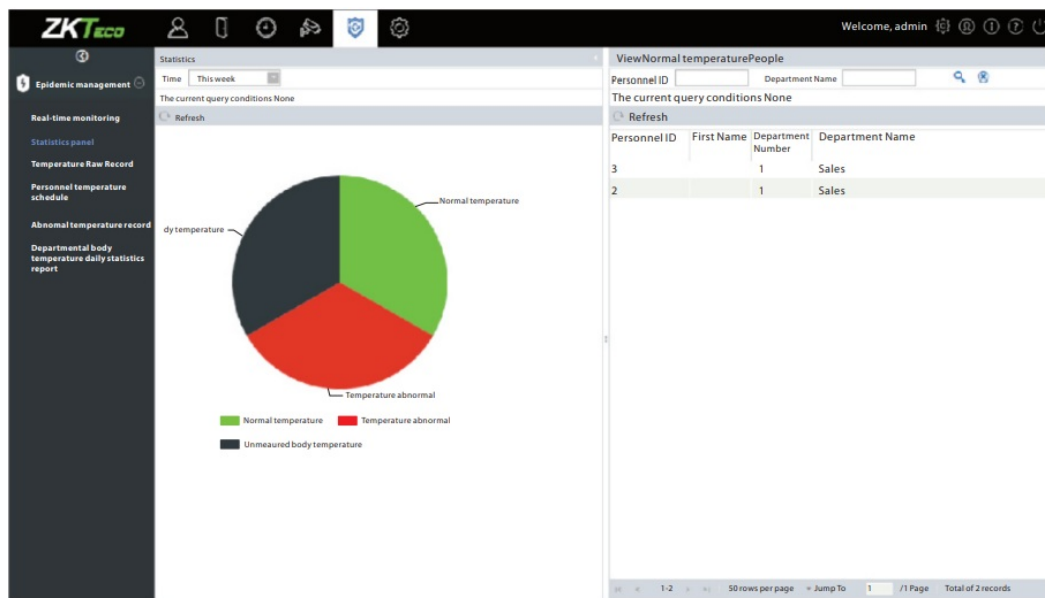 ZKTeco
Welcome, admin
Epidemic management
Real-time monitoring
Statistics panel
Temperature Raw Record
Personnel temperature
schedule
Abnomal temperature record
Departmental body
temperature daily statistics
report
Statistics
Time This week
The current query conditions None
Refresh
Normal temperature
dy temperature
Temperature abnormal
Normal temperature Temperature abnormal
Unmeaured body temperature
ViewNormal temperaturePeople
Personnel ID Department Name
The current query conditions None
Refresh
Personnel ID First Name Department Number Department Name
3 1 Sales
2 1 Sales
1-2 50 rows per page Jump To 1 /1 Page Total of 2 records